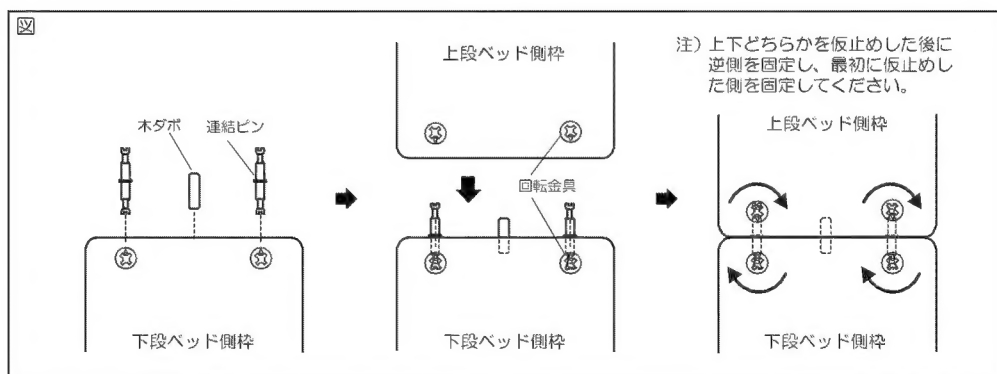 図
木ダボ
連結ピン
下段ベッド側枠
上段ベッド側枠
回転金具
下段ベッド側枠
注）上下どちらかを仮止めした後に
逆側を固定し、最初に仮止めし
た側を固定してください。
上段ベッド側枠
下段ベッド側枠